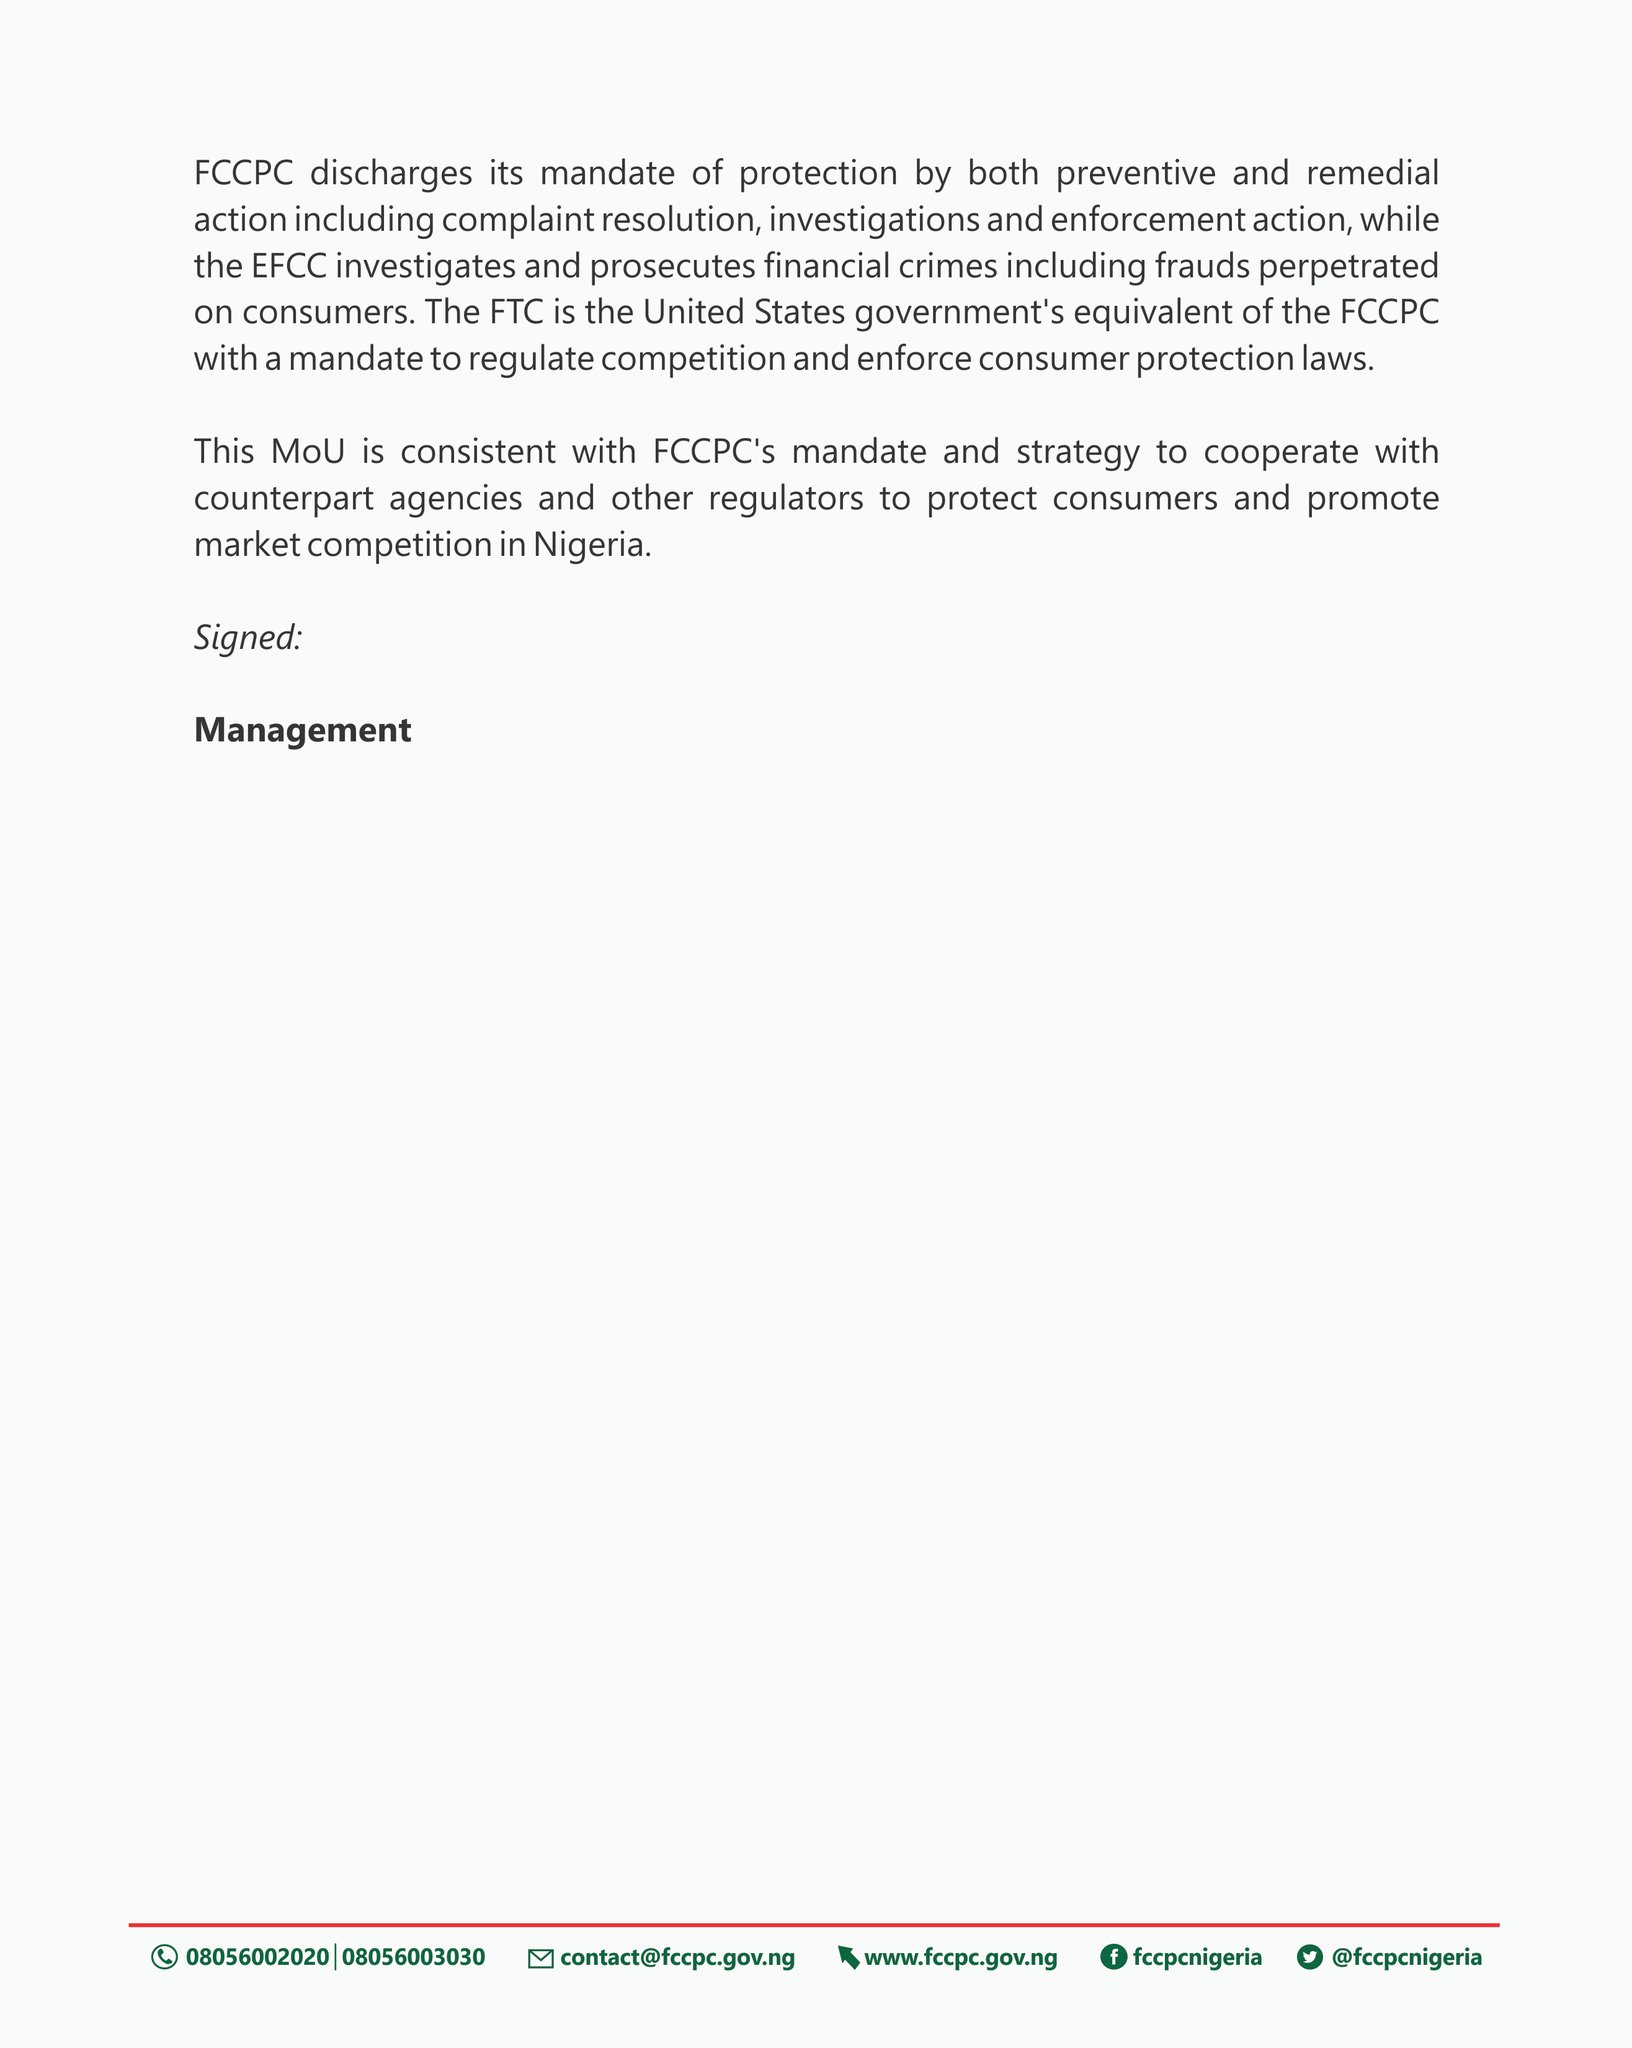 FCCPC discharges its mandate of protection by both preventive and remedial
action including complaint resolution, investigations and enforcement action, while
the EFCC investigates and prosecutes financial crimes including frauds perpetrated
on consumers. The FTC is the United States government's equivalent of the FCCPC
with a mandate to regulate competition and enforce consumer protection laws.
This MoU is consistent with FCCPC's mandate and strategy to cooperate with
counterpart agencies and other regulators to protect consumers and promote
market competition in Nigeria.
Signed:
Management
08056002020|08056003030 contact@fccpc.gov.ng www.fccpc.gov.ng fccpcnigeria @fccpcnigeria